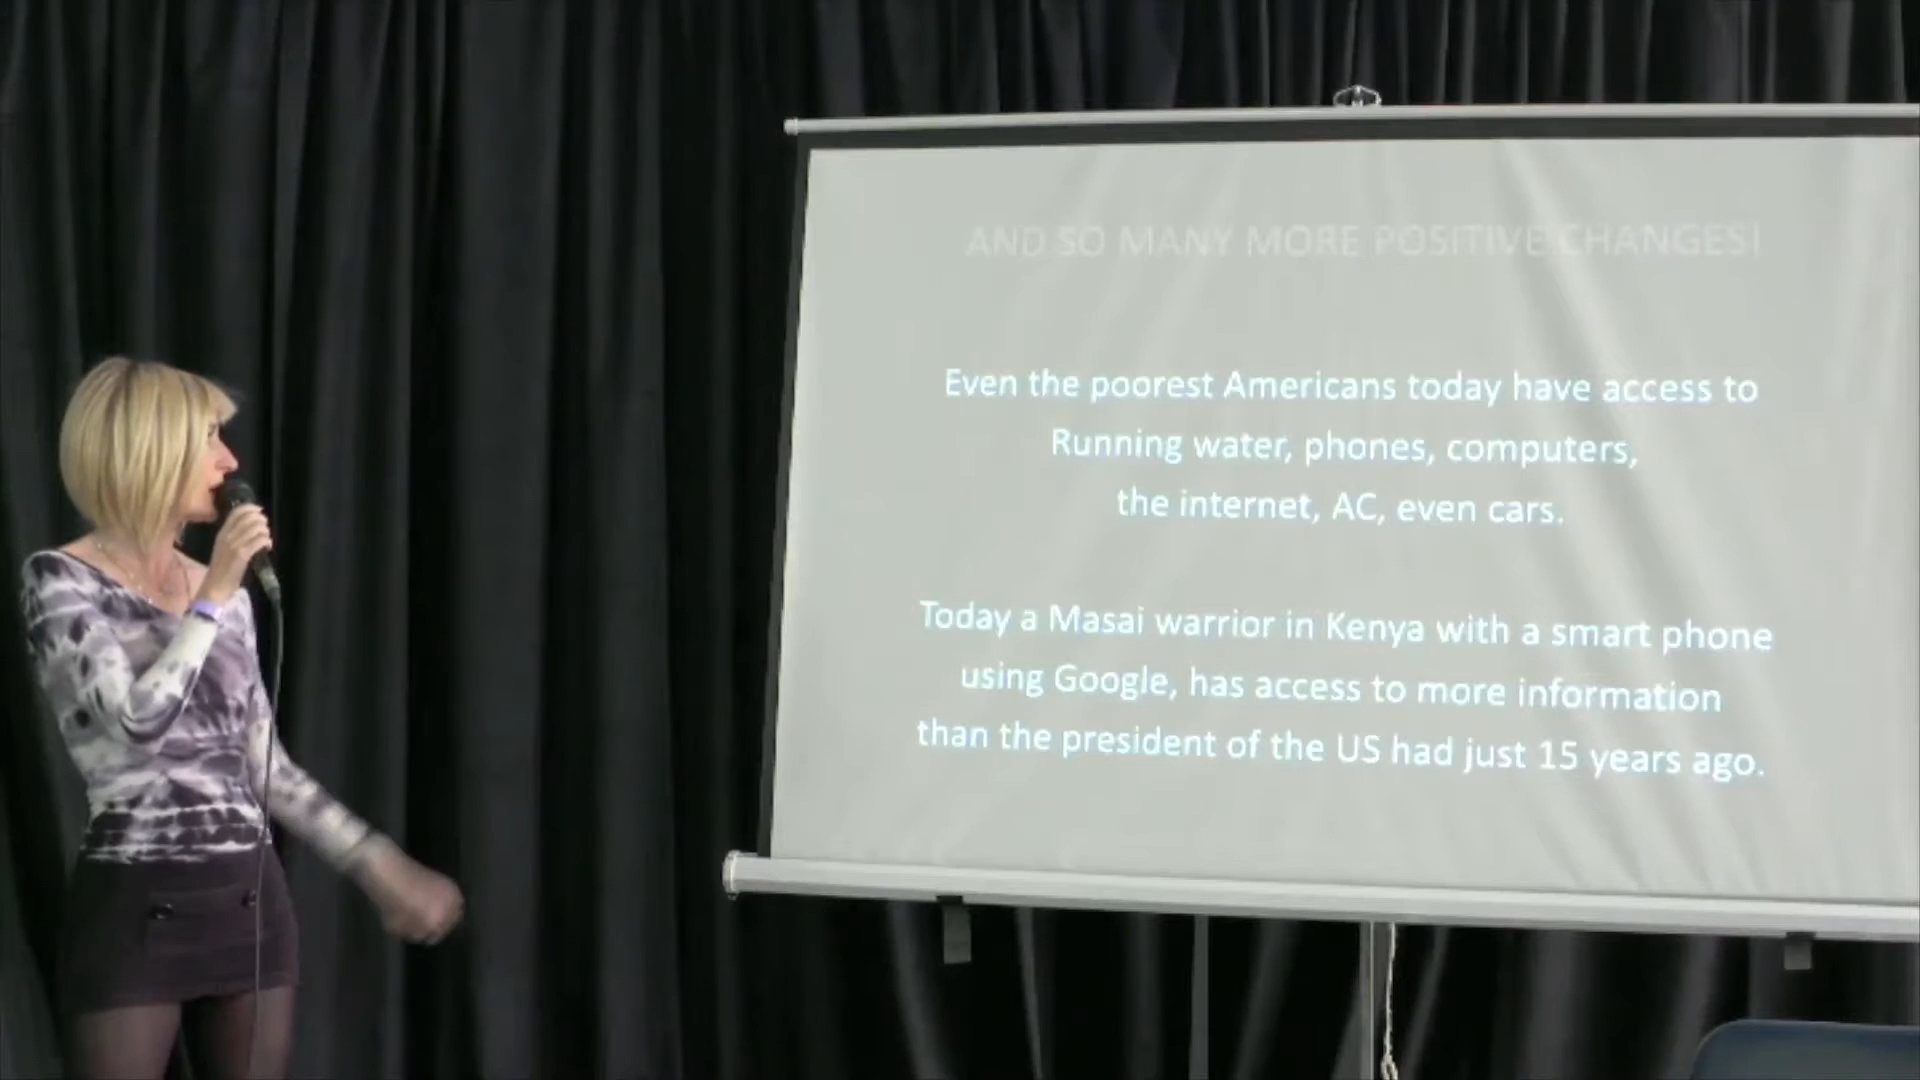 AND SO MANY MORE POSITIVE CHANGES!
Even the poorest Americans today have access to
Running water, phones, computers,
the internet, AC, even cars.
Today a Masai warrior in Kenya with a smart phone
using Google, has access to more information
than the president of the US had just 15 years ago.